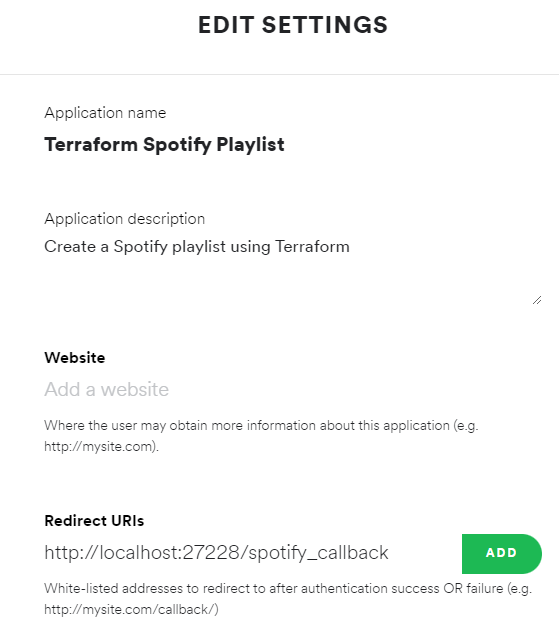 EDIT SETTINGS
Application name
Terraform Spotify Playlist
Application description
Create a Spotify playlist using Terraform
Website
Add a website
Where the user may obtain more information about this application (e.g.
http://mysite.com).
Redirect URIs
http://localhost:27228/spotify_callback
ADD
White-listed addresses to redirect to after authentication success OR failure (e.g.
http://mysite.com/callback/)